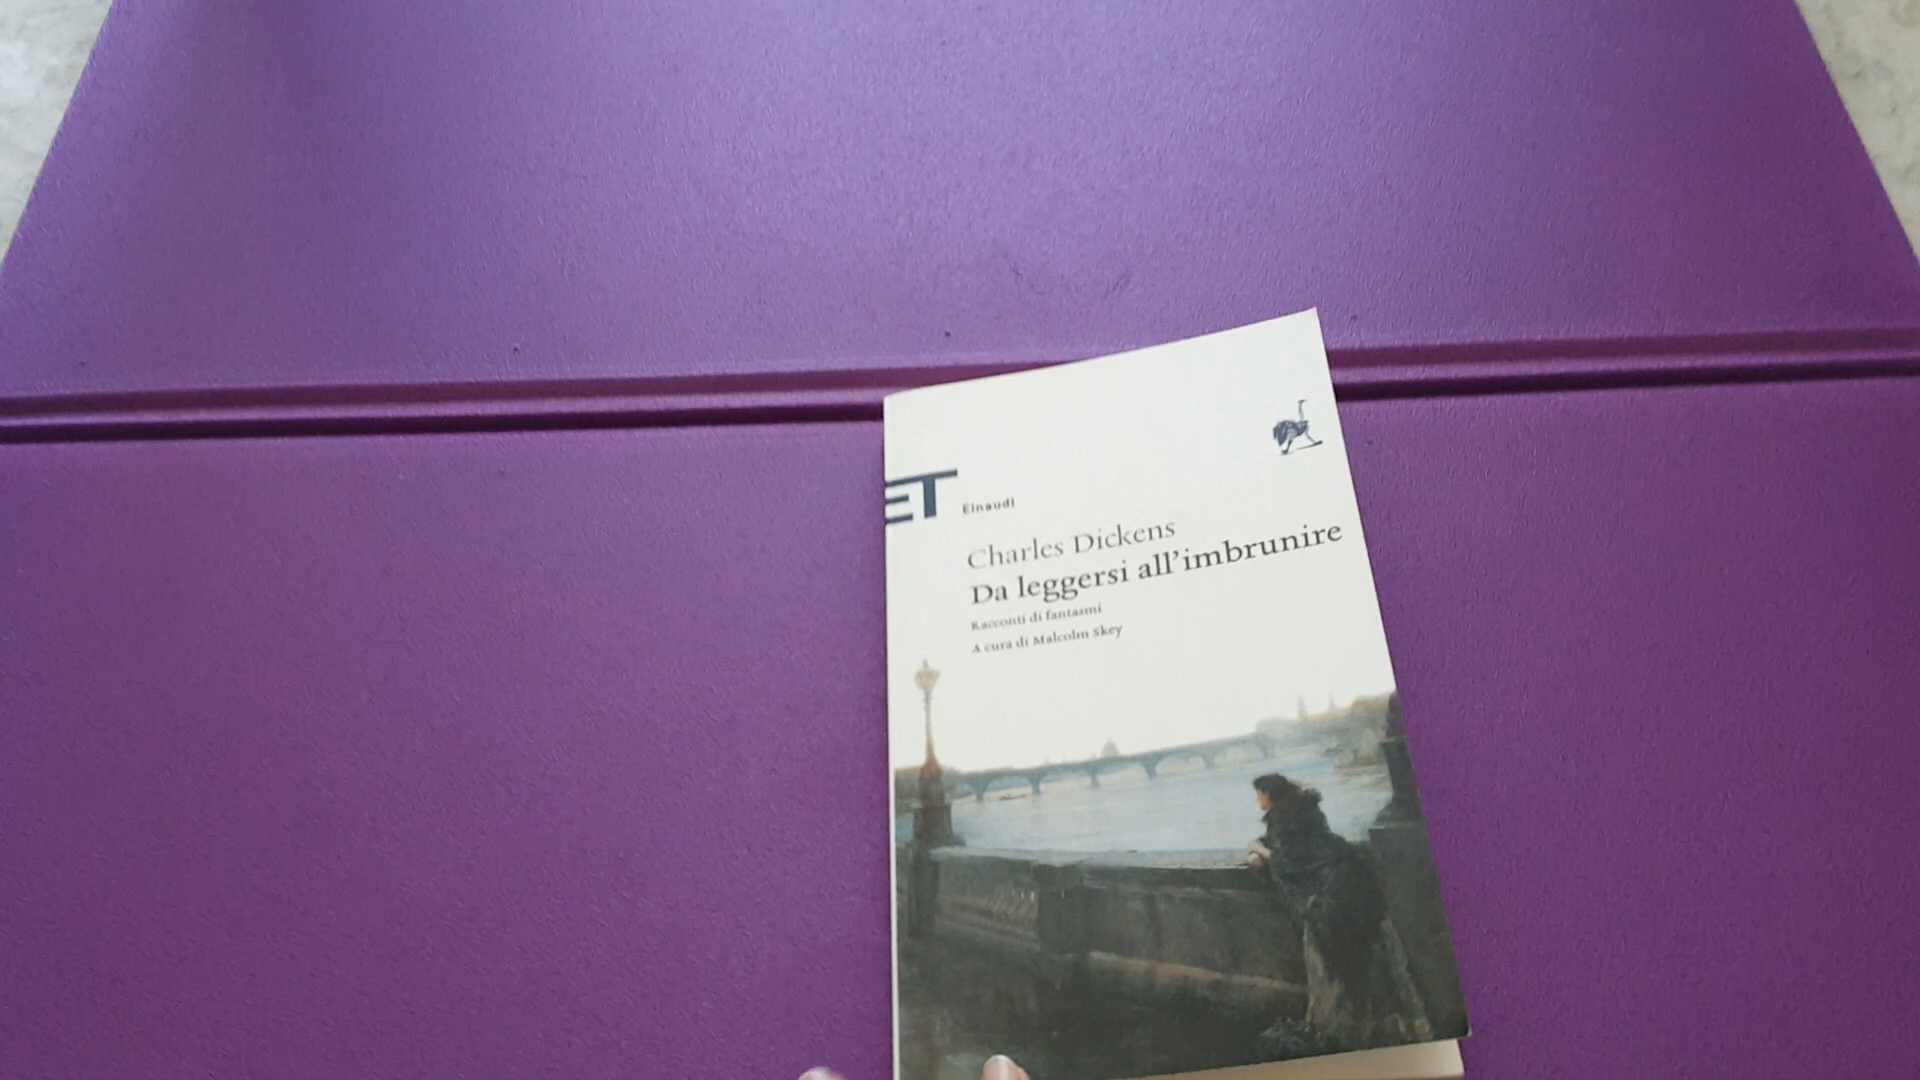 ET Einaudi
Charles Dickens
Da leggersi all'imbrunire
Racconti di fantasmi
A cura di Malcolm Skey